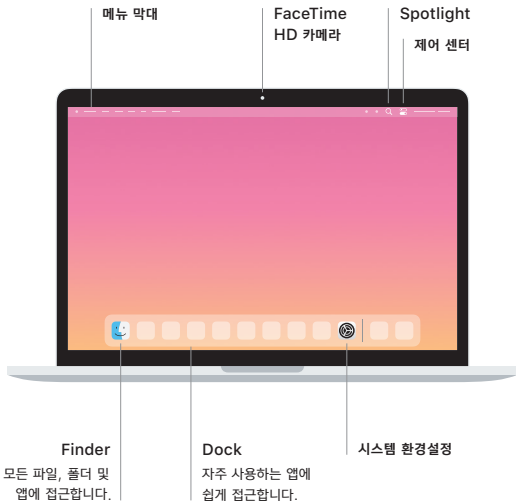 메뉴 막대
FaceTime
HD 카메라
Spotlight
제어 센터
Finder
모든 파일, 폴더 및
앱에 접근합니다.
Dock
자주 사용하는 앱에
쉽게 접근합니다.
시스템 환경설정